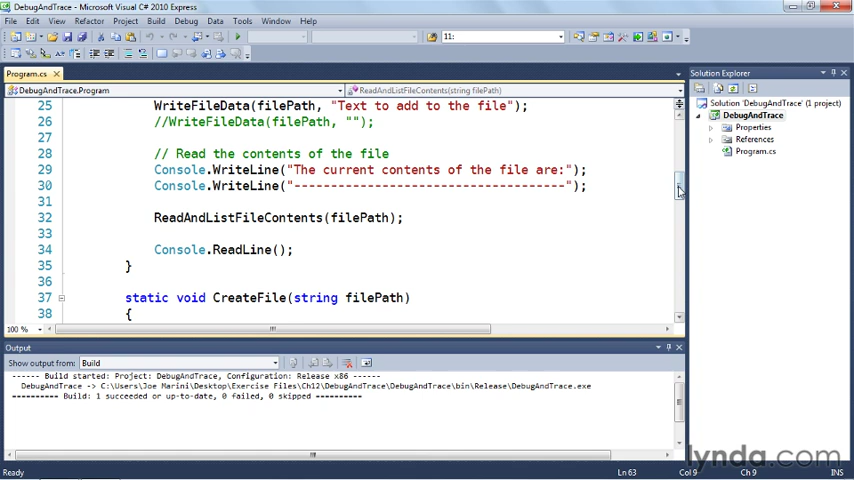 DebugAndTrace - Microsoft Visual C# 2010 Express
File Edit View Refactor Project Build Debug Data Tools Window Help
11:
Program.cs
DebugAndTrace.Program ReadAndListFileContents(string filePath)
25 WriteFileData(filePath, "Text to add to the file");
26 //WriteFileData(filePath, "");
27
28 // Read the contents of the file
29 Console.WriteLine("The current contents of the file are:");
30 Console.WriteLine("-------------------------------------");
31
32 ReadAndListFileContents(filePath);
33
34 Console.ReadLine();
35 }
36
37 static void CreateFile(string filePath)
38 {
100 %
Solution Explorer
Solution 'DebugAndTrace' (1 project)
DebugAndTrace
Properties
References
Program.cs
Output
Show output from: Build
------ Build started: Project: DebugAndTrace, Configuration: Release x86 ------
DebugAndTrace -> C:\Users\Joe Marini\Desktop\Exercise Files\Ch12\DebugAndTrace\DebugAndTrace\bin\Release\DebugAndTrace.exe
========== Build: 1 succeeded or up-to-date, 0 failed, 0 skipped ==========
lynda.com
Ready Ln 63 Col 9 Ch 9 INS